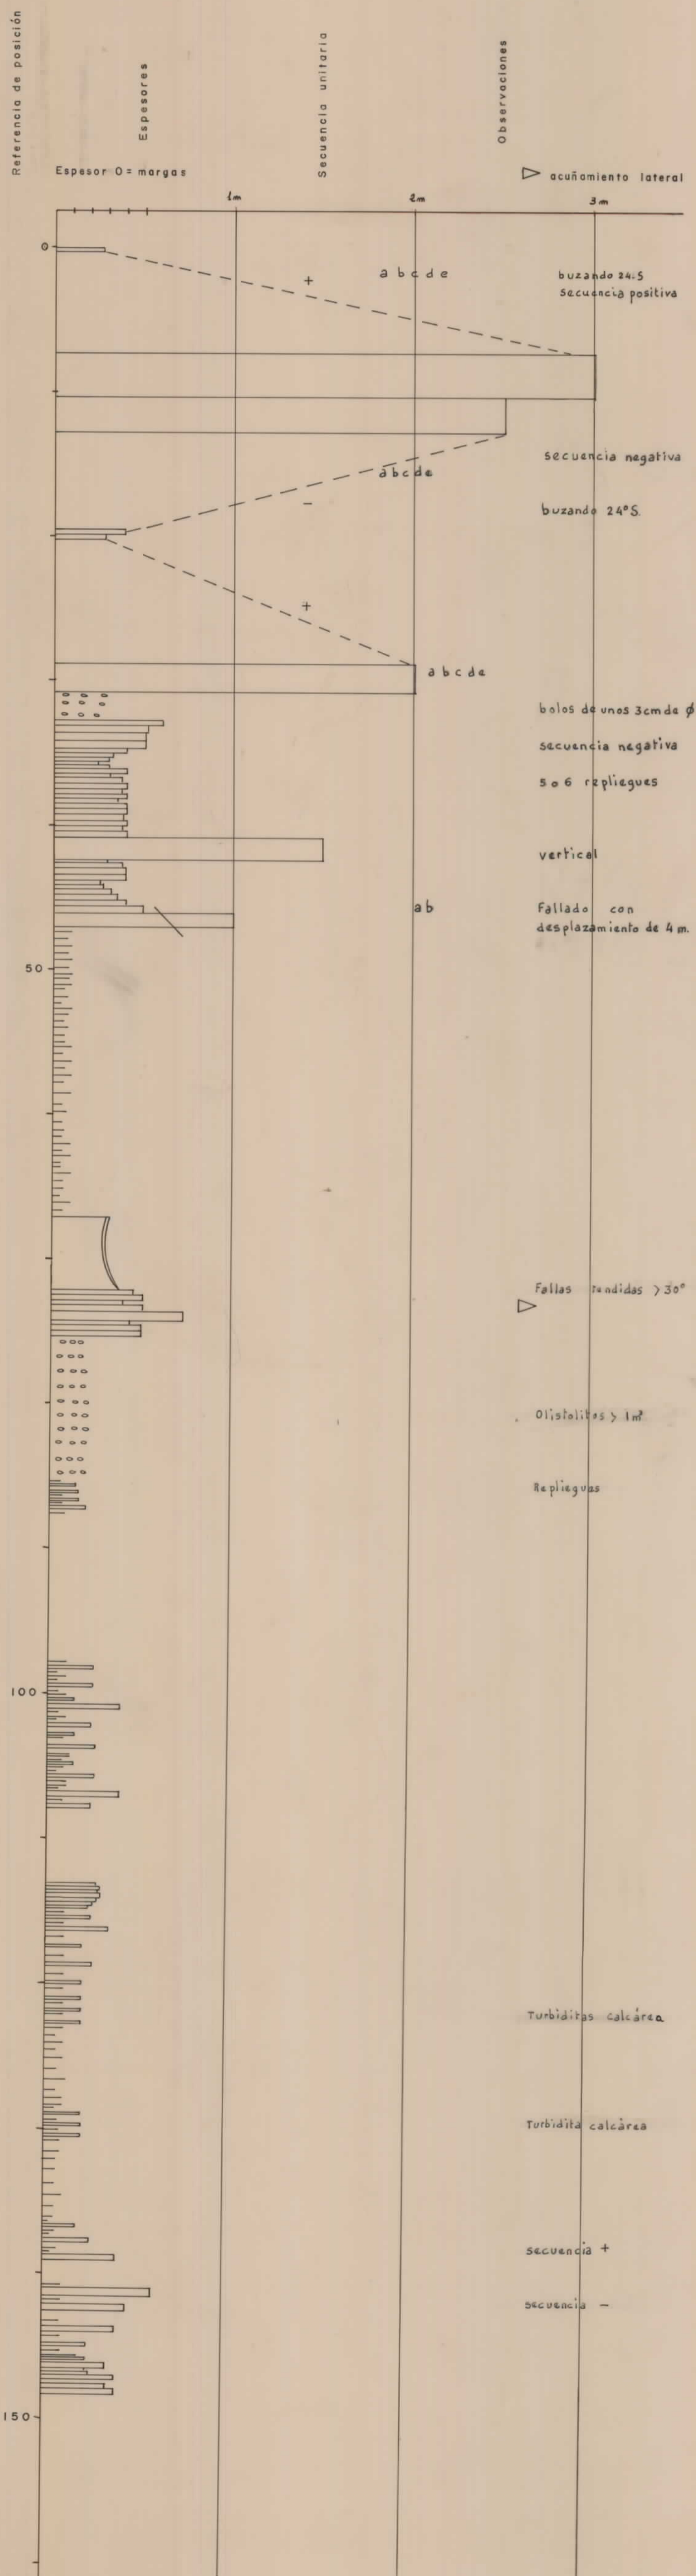 Referencia de posición
Espesores
Secuencia unitaria
Observaciones
Espesor 0 = margas
▷ acuñamiento lateral
1m
2m
3m
0
+
a b c d e
buzando 24.S
secuencia positiva
secuencia negativa
a b c d e
–
buzando 24°S.
+
a b c d e
bolos de unos 3cm de ϕ
secuencia negativa
5 o 6 repliegues
vertical
ab
Fallado con
desplazamiento de 4 m.
50
Fallas tendidas > 30°
▷
Olistolitos > 1m³
Repliegues
100
Turbiditas calcárea
Turbidita calcárea
secuencia +
secuencia –
150